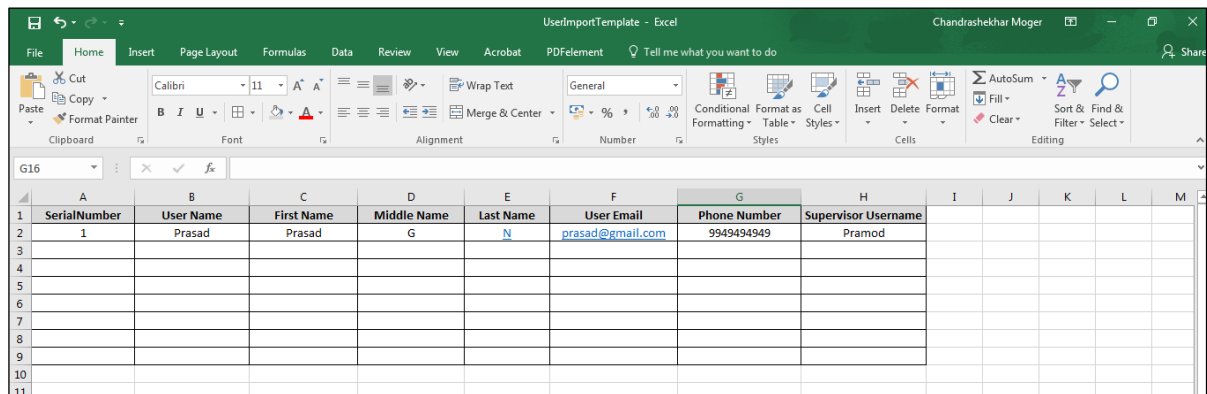 UserImportTemplate - Excel Chandrashekhar Moger
File Home Insert Page Layout Formulas Data Review View Acrobat PDFelement Tell me what you want to do Share
Cut
Copy
Format Painter
Paste
Calibri 11 A A
B I U A
Wrap Text
Merge & Center
General
% , .0 .00 .00 .0
Conditional Formatting
Format as Table
Cell Styles
Insert Delete Format
AutoSum
Fill
Clear
Sort & Filter
Find & Select
Clipboard Font Alignment Number Styles Cells Editing
G16 fx
A B C D E F G H I J K L M
1 SerialNumber User Name First Name Middle Name Last Name User Email Phone Number Supervisor Username
2 1 Prasad Prasad G N prasad@gmail.com 9949494949 Pramod
3
4
5
6
7
8
9
10
11